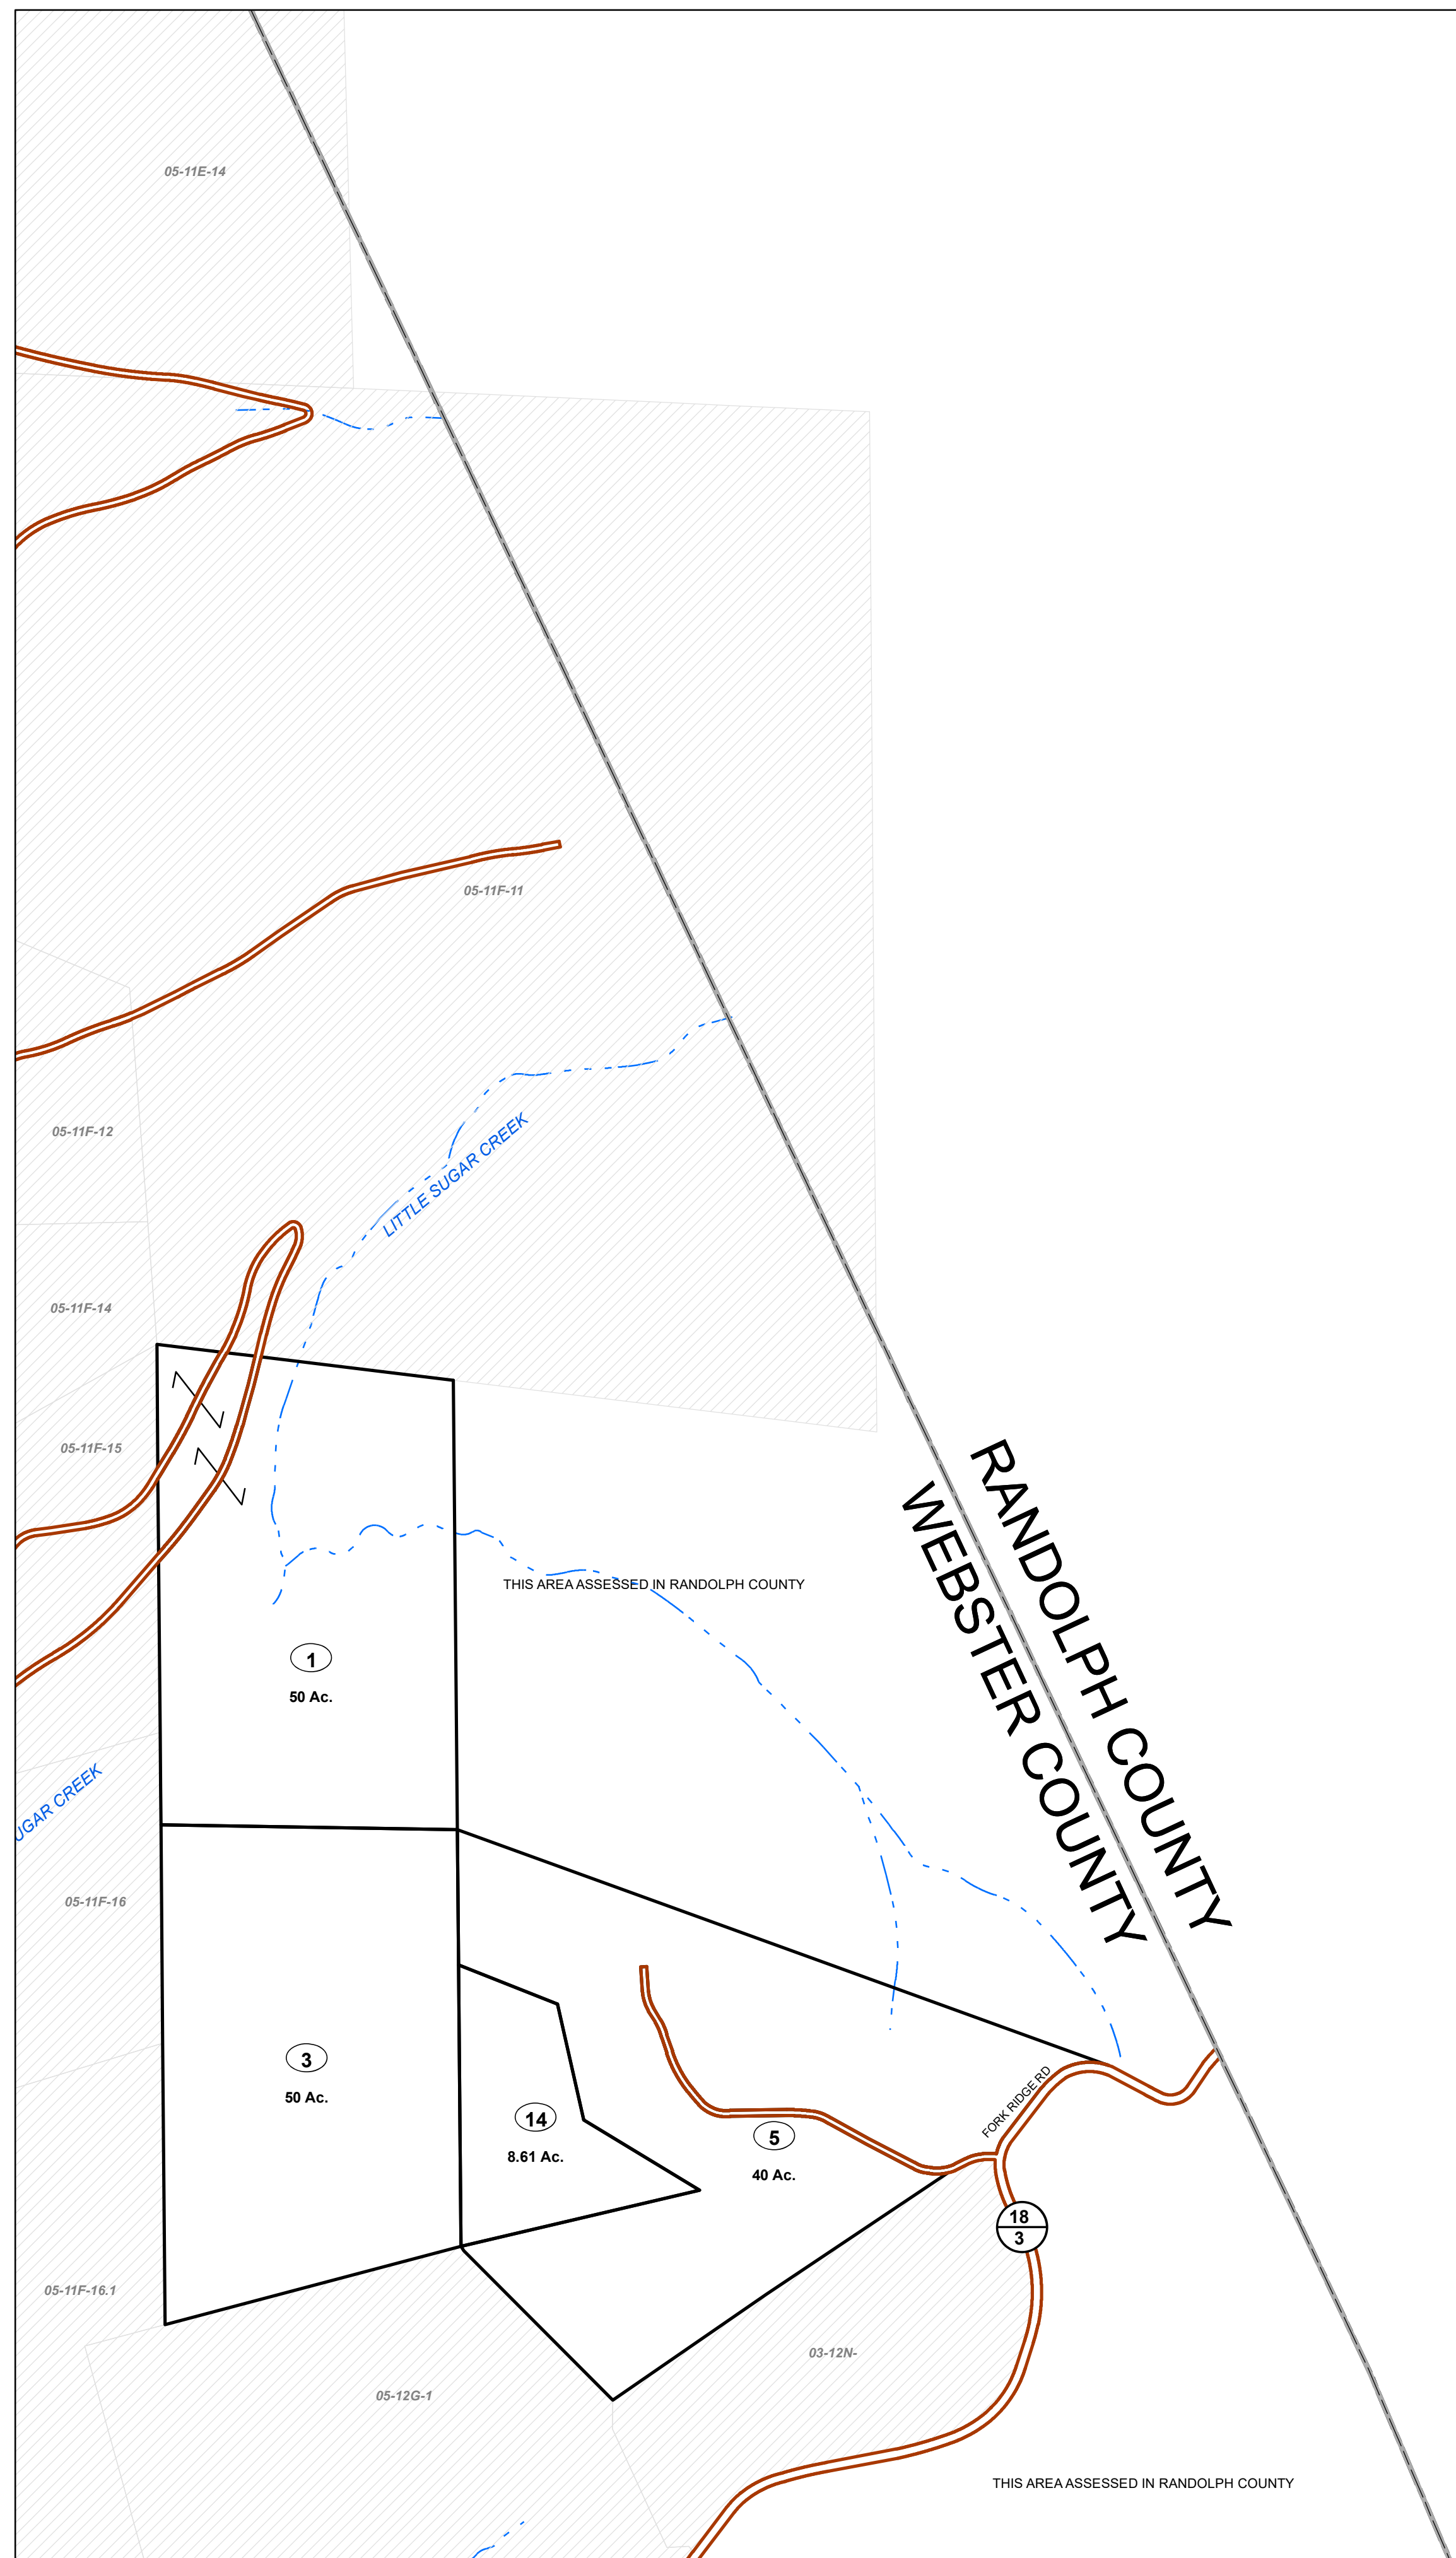 05-11E-14
05-11F-11
05-11F-12
LITTLE SUGAR CREEK
05-11F-14
05-11F-15
RANDOLPH COUNTY
WEBSTER COUNTY
THIS AREA ASSESSED IN RANDOLPH COUNTY
1
50 Ac.
UGAR CREEK
05-11F-16
3
50 Ac.
14
8.61 Ac.
5
40 Ac.
FORK RIDGE RD
18
3
05-11F-16.1
03-12N-
05-12G-1
THIS AREA ASSESSED IN RANDOLPH COUNTY